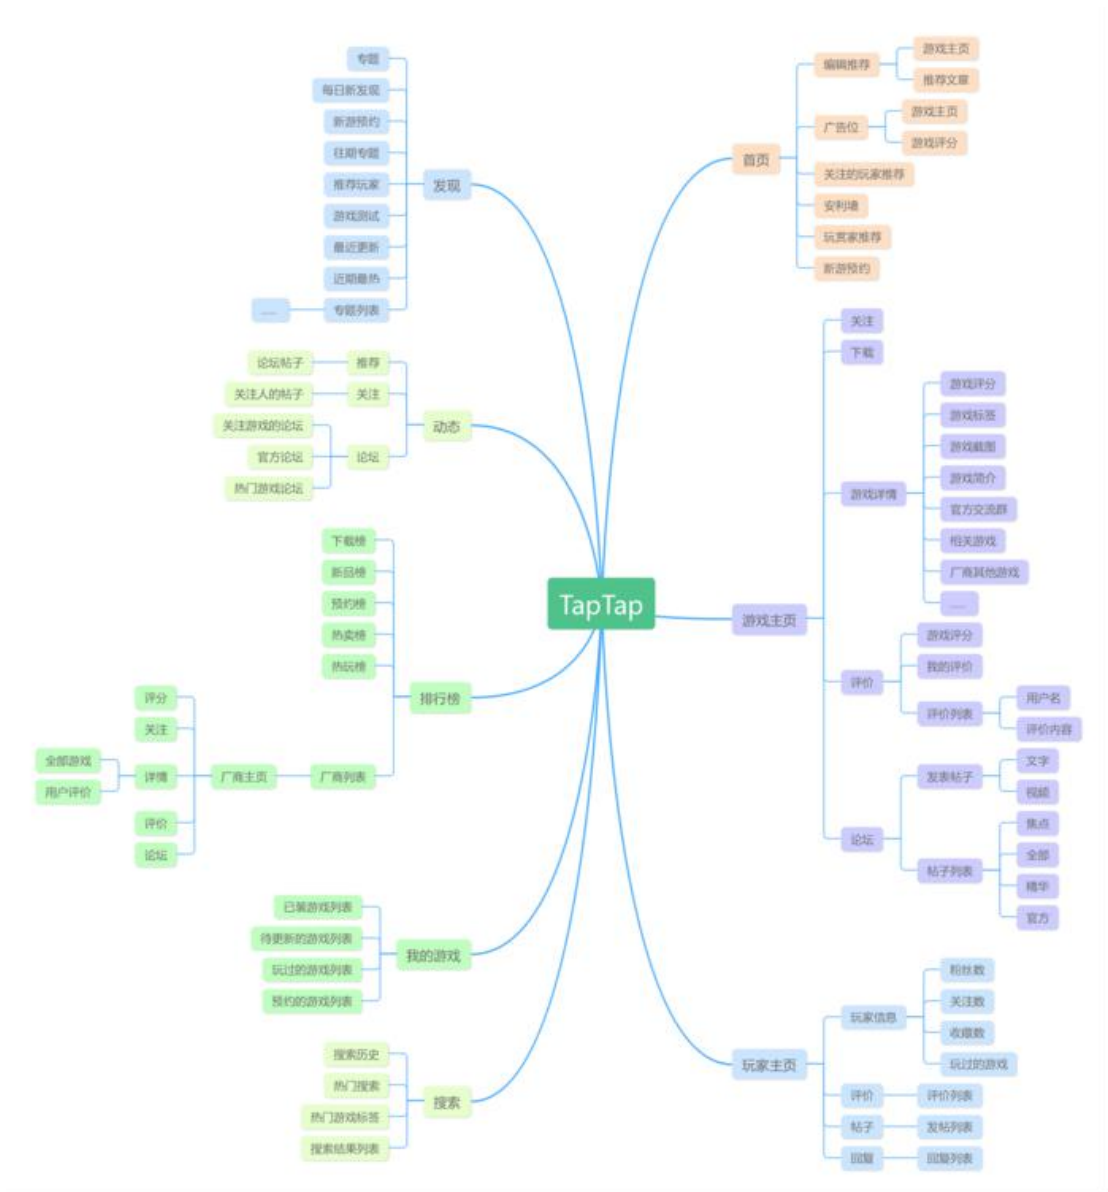 TapTap
首页
编辑推荐
游戏主页
推荐文章
广告位
游戏主页
游戏评分
关注的玩家推荐
安利墙
玩赏家推荐
新游预约
游戏主页
关注
下载
游戏详情
游戏评分
游戏标签
游戏截图
游戏简介
官方交流群
相关游戏
厂商其他游戏
......
评价
游戏评分
我的评价
评价列表
用户名
评价内容
论坛
发表帖子
文字
视频
帖子列表
焦点
全部
精华
官方
玩家主页
玩家信息
粉丝数
关注数
收藏数
玩过的游戏
评价
评价列表
帖子
发帖列表
回复
回复列表
发现
专题
每日新发现
新游预约
往期专题
推荐玩家
游戏测试
最近更新
近期最热
专题列表
......
动态
推荐
论坛帖子
关注
关注人的帖子
论坛
关注游戏的论坛
官方论坛
热门游戏论坛
排行榜
下载榜
新品榜
预约榜
热卖榜
热玩榜
厂商列表
厂商主页
评分
关注
详情
全部游戏
用户评价
评价
论坛
我的游戏
已装游戏列表
待更新的游戏列表
玩过的游戏列表
预约的游戏列表
搜索
搜索历史
热门搜索
热门游戏标签
搜索结果列表